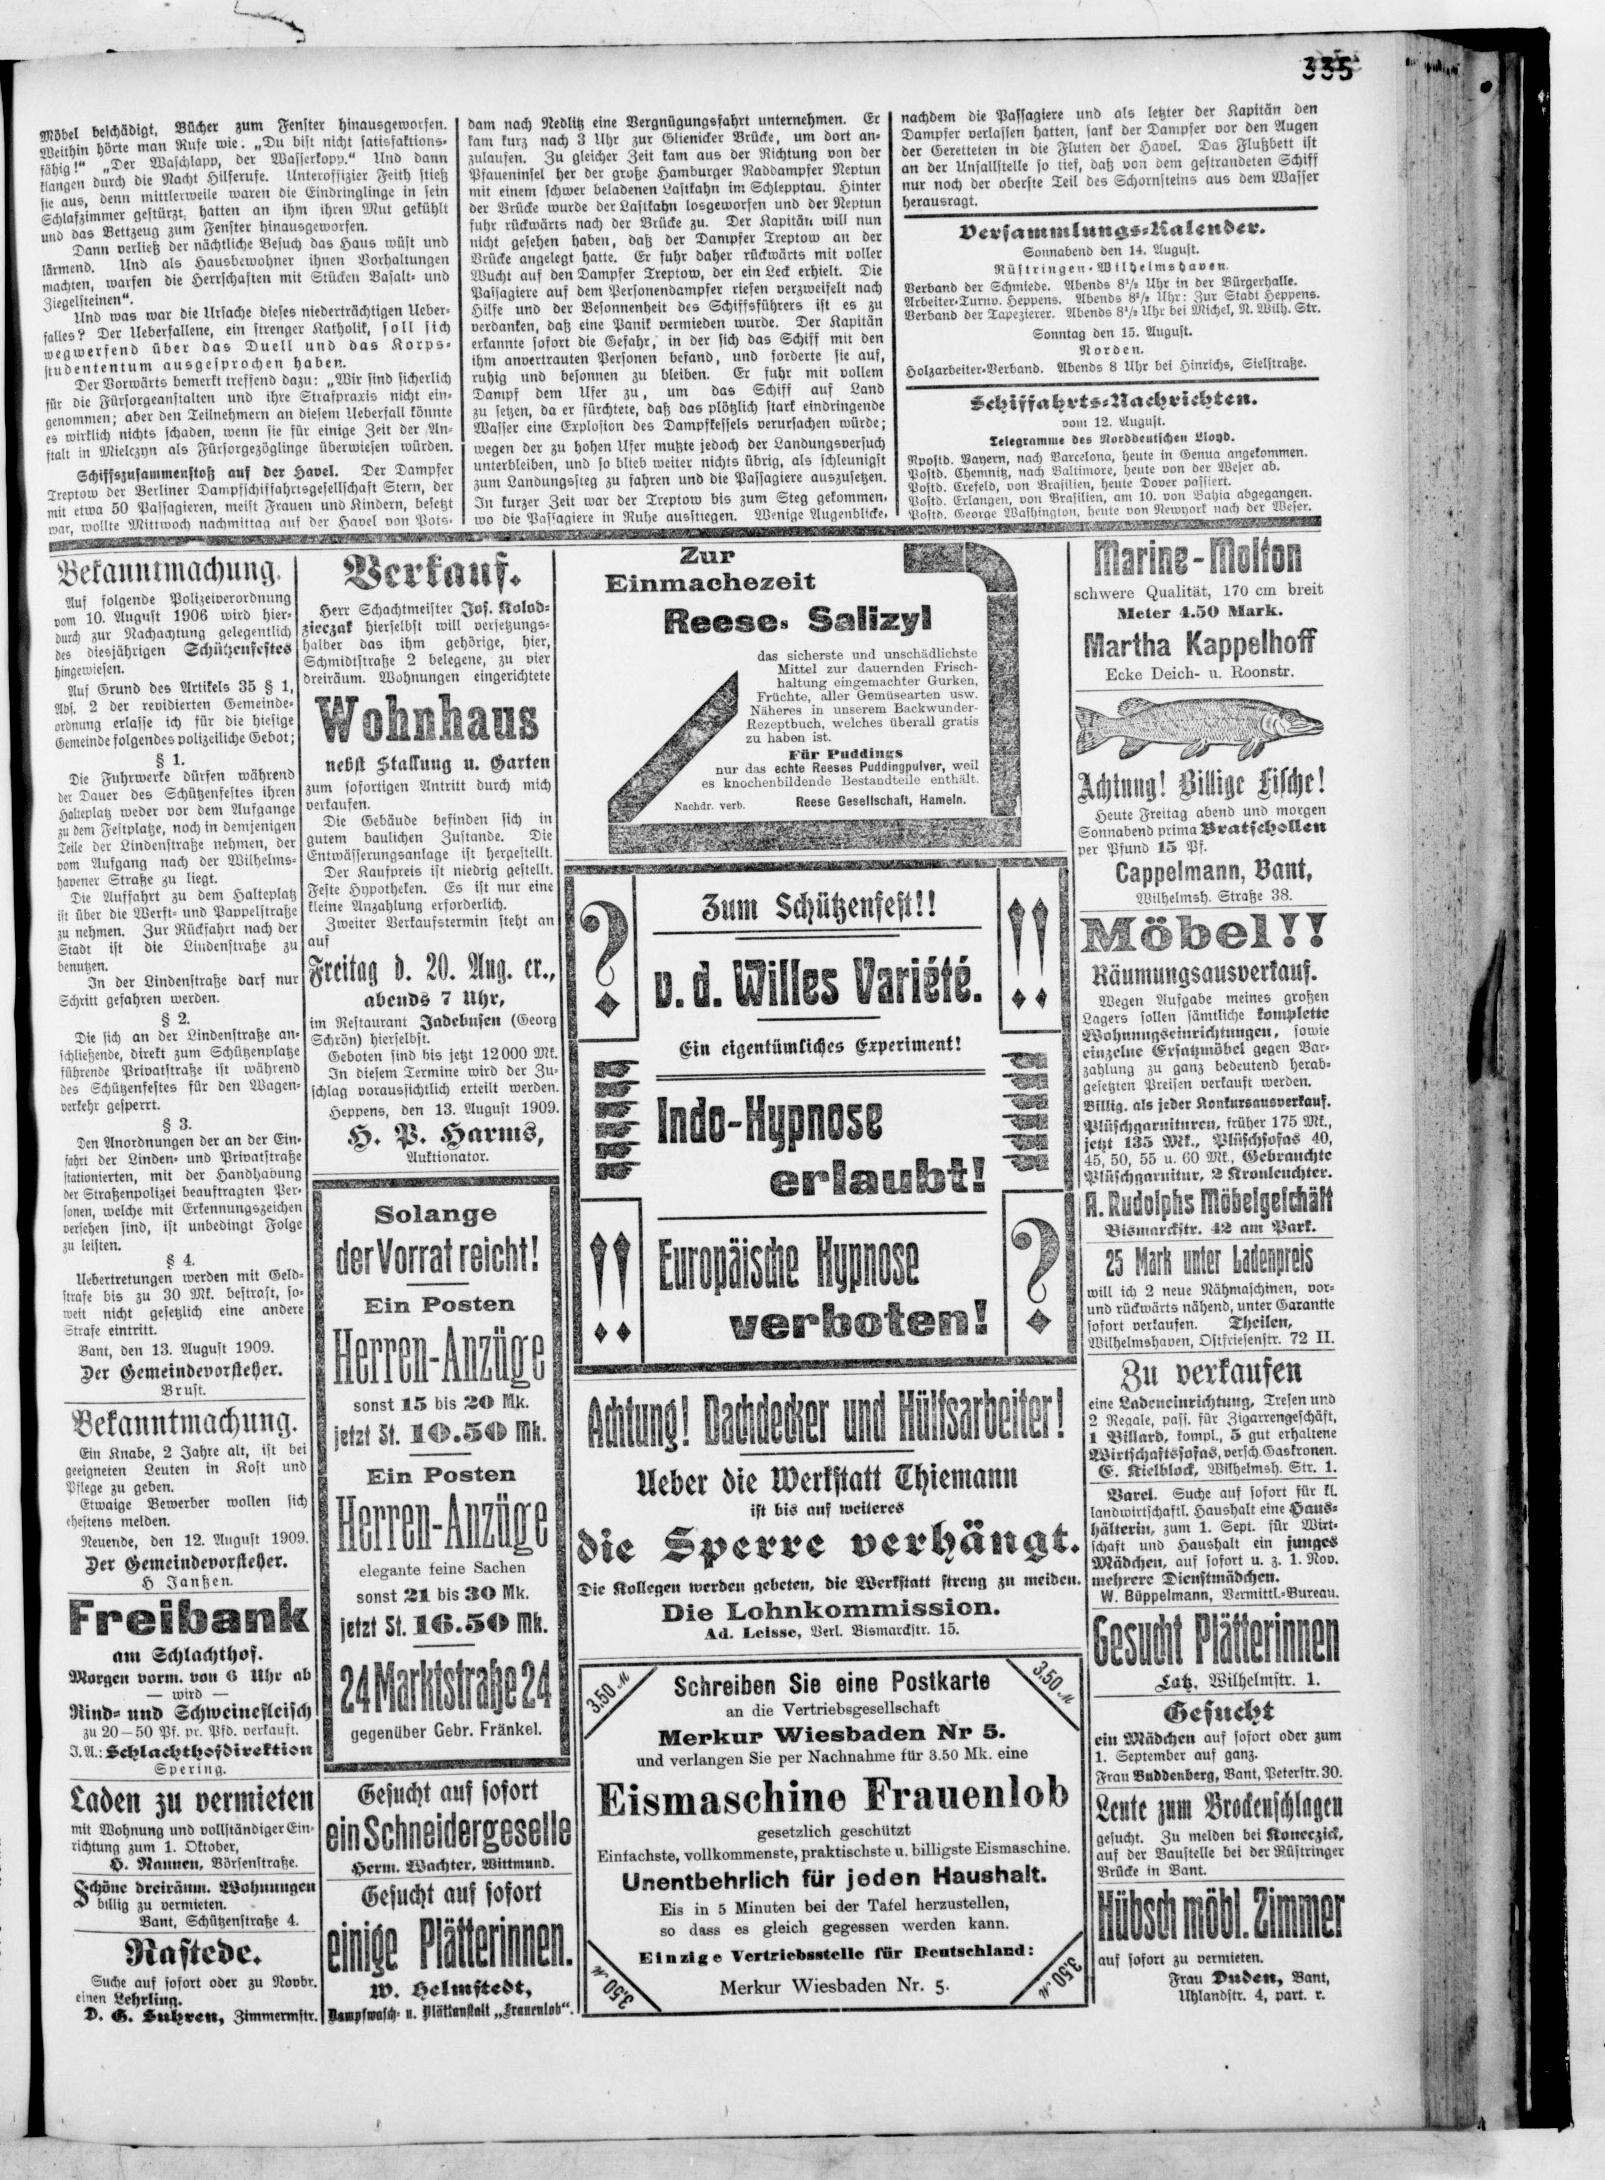 335
Möbel beschädigt, Bücher zum Fenster hinausgeworfen.
Weithin hörte man Rufe wie: „Du bist nicht satisfaktions-
fähig!“ „Der Waschlapp, der Wasserkopp.“ Und dann
klangen durch die Nacht Hilferufe. Unteroffizier Feith stieß
sie aus, denn mittlerweile waren die Eindringlinge in sein
Schlafzimmer gestürzt, hatten an ihm ihren Mut gekühlt
und das Bettzeug zum Fenster hinausgeworfen.
Dann verließ der nächtliche Besuch das Haus wüst und
lärmend. Und als Hausbewohner ihnen Vorhaltungen
machten, warfen die Herrschaften mit Stücken Basalt- und
Ziegelsteinen“.
Und was war die Ursache dieses niederträchtigen Ueber-
falles? Der Ueberfallene, ein strenger Katholik, soll sich
wegwerfend über das Duell und das Korps-
studententum ausgesprochen haben.
Der Vorwärts bemerkt treffend dazu: „Wir sind sicherlich
für die Fürsorgeanstalten und ihre Strafpraxis nicht ein-
genommen; aber den Teilnehmern an diesem Ueberfall könnte
es wirklich nichts schaden, wenn sie für einige Zeit der An-
stalt in Mielczyn als Fürsorgezöglinge überwiesen würden.
Schiffszusammenstoß auf der Havel. Der Dampfer
Treptow der Berliner Dampfschiffahrtsgesellschaft Stern, der
mit etwa 50 Passagieren, meist Frauen und Kindern, besetzt
war, wollte Mittwoch nachmittag auf der Havel von Pots-
dam nach Nedlitz eine Vergnügungsfahrt unternehmen. Er
kam kurz nach 3 Uhr zur Glienicker Brücke, um dort an-
zulaufen. Zu gleicher Zeit kam aus der Richtung von der
Pfaueninsel her der große Hamburger Raddampfer Neptun
mit einem schwer beladenen Lastkahn im Schlepptau. Hinter
der Brücke wurde der Lastkahn losgeworfen und der Neptun
fuhr rückwärts nach der Brücke zu. Der Kapitän will nun
nicht gesehen haben, daß der Dampfer Treptow an der
Brücke angelegt hatte. Er fuhr daher rückwärts mit voller
Wucht auf den Dampfer Treptow, der ein Leck erhielt. Die
Passagiere auf dem Personendampfer riefen verzweifelt nach
Hilfe und der Besonnenheit des Schiffsführers ist es zu
verdanken, daß eine Panik vermieden wurde. Der Kapitän
erkannte sofort die Gefahr, in der sich das Schiff mit den
ihm anvertrauten Personen befand, und forderte sie auf,
ruhig und besonnen zu bleiben. Er fuhr mit vollem
Dampf dem Ufer zu, um das Schiff auf Land
zu setzen, da er fürchtete, daß das plötzlich stark eindringende
Wasser eine Explosion des Dampfkessels verursachen würde;
wegen der zu hohen Ufer mußte jedoch der Landungsversuch
unterbleiben, und so blieb weiter nichts übrig, als schleunigst
zum Landungssteg zu fahren und die Passagiere auszusetzen.
In kurzer Zeit war der Treptow bis zum Steg gekommen,
wo die Passagiere in Ruhe ausstiegen. Wenige Augenblicke,
nachdem die Passagiere und als letzter der Kapitän den
Dampfer verlassen hatten, sank der Dampfer vor den Augen
der Geretteten in die Fluten der Havel. Das Flußbett ist
an der Unfallstelle so tief, daß von dem gestrandeten Schiff
nur noch der oberste Teil des Schornsteins aus dem Wasser
herausragt.
Versammlungs-Kalender.
Sonnabend den 14. August.
Rüstringen-Wilhelmshaven.
Verband der Schmiede. Abends 8½ Uhr in der Bürgerhalle.
Arbeiter-Turnv. Heppens. Abends 8½ Uhr: Zur Stadt Heppens.
Verband der Tapezierer. Abends 8½ Uhr bei Michel, N. Wilh. Str.
Sonntag den 15. August.
Norden.
Holzarbeiter-Verband. Abends 8 Uhr bei Hinrichs, Sielstraße.
Schiffahrts-Nachrichten.
vom 12. August.
Telegramme des Norddeutschen Lloyd.
Rpostd. Bayern, nach Barcelona, heute in Genua angekommen.
Postd. Chemnitz, nach Baltimore, heute von der Weser ab.
Postd. Crefeld, von Brasilien, heute Dover passiert.
Postd. Erlangen, von Brasilien, am 10. von Bahia abgegangen.
Postd. George Washington, heute von Newyork nach der Weser.
Bekanntmachung.
Auf folgende Polizeiverordnung
vom 10. August 1906 wird hier-
durch zur Nachachtung gelegentlich
des diesjährigen Schützenfestes
hingewiesen.
Auf Grund des Artikels 35 § 1,
Abs. 2 der revidierten Gemeinde-
ordnung erlasse ich für die hiesige
Gemeinde folgendes polizeiliche Gebot:
§ 1.
Die Fuhrwerke dürfen während
der Dauer des Schützenfestes ihren
Halteplatz weder vor dem Aufgange
zu dem Festplatze, noch in demjenigen
Teile der Lindenstraße nehmen, der
vom Aufgang nach der Wilhelms-
havener Straße zu liegt.
Die Auffahrt zu dem Halteplatz
ist über die Werft- und Pappelstraße
zu nehmen. Zur Rückfahrt nach der
Stadt ist die Lindenstraße zu
benutzen.
In der Lindenstraße darf nur
Schritt gefahren werden.
§ 2.
Die sich an der Lindenstraße an-
schließende, direkt zum Schützenplatze
führende Privatstraße ist während
des Schützenfestes für den Wagen-
verkehr gesperrt.
§ 3.
Den Anordnungen der an der Ein-
fahrt der Linden- und Privatstraße
stationierten, mit der Handhabung
der Straßenpolizei beauftragten Per-
sonen, welche mit Erkennungszeichen
versehen sind, ist unbedingt Folge
zu leisten.
§ 4.
Uebertretungen werden mit Geld-
strafe bis zu 30 Mk. bestraft, so-
weit nicht gesetzlich eine andere
Strafe eintritt.
Bant, den 13. August 1909.
Der Gemeindevorsteher.
Brust.
Bekanntmachung.
Ein Knabe, 2 Jahre alt, ist bei
geeigneten Leuten in Kost und
Pflege zu geben.
Etwaige Bewerber wollen sich
ehestens melden.
Neuende, den 12. August 1909.
Der Gemeindevorsteher.
H. Janßen.
Freibank
am Schlachthof.
Morgen vorm. von 6 Uhr ab
— wird —
Rind- und Schweinefleisch
zu 20–50 Pf. pr. Pfd. verkauft.
J. A.: Schlachthofdirektion
Spering.
Laden zu vermieten
mit Wohnung und vollständiger Ein-
richtung zum 1. Oktober,
H. Nannen, Börsenstraße.
Schöne dreiräum. Wohnungen
billig zu vermieten.
Bant, Schützenstraße 4.
Rastede.
Suche auf sofort oder zu Novbr.
einen Lehrling.
D. G. Suhren, Zimmermstr.
Verkauf.
Herr Schachtmeister Jos. Kolod-
zieczak hierselbst will versetzungs-
halber das ihm gehörige, hier,
Schmidtstraße 2 belegene, zu vier
dreiräum. Wohnungen eingerichtete
Wohnhaus
nebst Stallung u. Garten
zum sofortigen Antritt durch mich
verkaufen.
Die Gebäude befinden sich in
gutem baulichen Zustande. Die
Entwässerungsanlage ist hergestellt.
Der Kaufpreis ist niedrig gestellt.
Feste Hypotheken. Es ist nur eine
kleine Anzahlung erforderlich.
Zweiter Verkaufstermin steht an
auf
Freitag d. 20. Aug. cr.,
abends 7 Uhr,
im Restaurant Jadebusen (Georg
Schrön) hierselbst.
Geboten sind bis jetzt 12000 Mk.
In diesem Termine wird der Zu-
schlag voraussichtlich erteilt werden.
Heppens, den 13. August 1909.
H. P. Harms,
Auktionator.
Solange
der Vorrat reicht!
Ein Posten
Herren-Anzüge
sonst 15 bis 20 Mk.
jetzt St. 10.50 Mk.
Ein Posten
Herren-Anzüge
elegante feine Sachen
sonst 21 bis 30 Mk.
jetzt St. 16.50 Mk.
24 Marktstraße 24
gegenüber Gebr. Fränkel.
Gesucht auf sofort
ein Schneidergeselle
Herm. Wachter, Wittmund.
Gesucht auf sofort
einige Plätterinnen.
W. Helmstedt,
Dampfwasch- u. Plättanstalt „Frauenlob“.
Zur
Einmachezeit
Reese-Salizyl
das sicherste und unschädlichste
Mittel zur dauernden Frisch-
haltung eingemachter Gurken,
Früchte, aller Gemüsearten usw.
Näheres in unserem Backwunder-
Rezeptbuch, welches überall gratis
zu haben ist.
Für Puddings
nur das echte Reeses Puddingpulver, weil
es knochenbildende Bestandteile enthält.
Nachdr. verb. Reese Gesellschaft, Hameln.
? !!
Zum Schützenfest!!
v. d. Willes Variété.
Ein eigentümliches Experiment!
Indo-Hypnose
erlaubt!
!! ?
Europäische Hypnose
verboten!
Achtung! Dachdecker und Hülfsarbeiter!
Ueber die Werkstatt Thiemann
ist bis auf weiteres
die Sperre verhängt.
Die Kollegen werden gebeten, die Werkstatt streng zu meiden.
Die Lohnkommission.
Ad. Leisse, Verl. Bismarckstr. 15.
3.50 M 3.50 M
Schreiben Sie eine Postkarte
an die Vertriebsgesellschaft
Merkur Wiesbaden Nr 5.
und verlangen Sie per Nachnahme für 3.50 Mk. eine
Eismaschine Frauenlob
gesetzlich geschützt
Einfachste, vollkommenste, praktischste u. billigste Eismaschine.
Unentbehrlich für jeden Haushalt.
Eis in 5 Minuten bei der Tafel herzustellen,
so dass es gleich gegessen werden kann.
Einzige Vertriebsstelle für Deutschland:
Merkur Wiesbaden Nr. 5.
3.50 M 3.50 M
Marine-Molton
schwere Qualität, 170 cm breit
Meter 4.50 Mark.
Martha Kappelhoff
Ecke Deich- u. Roonstr.
Achtung! Billige Fische!
Heute Freitag abend und morgen
Sonnabend prima Bratschollen
per Pfund 15 Pf.
Cappelmann, Bant,
Wilhelmsh. Straße 38.
Möbel!!
Räumungsausverkauf.
Wegen Aufgabe meines großen
Lagers sollen sämtliche komplette
Wohnungseinrichtungen, sowie
einzelne Ersatzmöbel gegen Bar-
zahlung zu ganz bedeutend herab-
gesetzten Preisen verkauft werden.
Billig. als jeder Konkursausverkauf.
Plüschgarnituren, früher 175 Mk.,
jetzt 135 Mk., Plüschsofas 40,
45, 50, 55 u. 60 Mk., Gebrauchte
Plüschgarnitur, 2 Kronleuchter.
A. Rudolphs Möbelgeschäft
Bismarckstr. 42 am Park.
25 Mark unter Ladenpreis
will ich 2 neue Nähmaschinen, vor-
und rückwärts nähend, unter Garantie
sofort verkaufen. Theilen,
Wilhelmshaven, Ostfriesenstr. 72 II.
Zu verkaufen
eine Ladeneinrichtung, Tresen und
2 Regale, pass. für Zigarrengeschäft,
1 Billard, kompl., 5 gut erhaltene
Wirtschaftssofas, versch. Gaskronen.
E. Kielblock, Wilhelmsh. Str. 1.
Varel. Suche auf sofort für kl.
landwirtschaftl. Haushalt eine Haus-
hälterin, zum 1. Sept. für Wirt-
schaft und Haushalt ein junges
Mädchen, auf sofort u. z. 1. Nov.
mehrere Dienstmädchen.
W. Büppelmann, Vermittl.-Bureau.
Gesucht Plätterinnen
Latz, Wilhelmstr. 1.
Gesucht
ein Mädchen auf sofort oder zum
1. September auf ganz.
Frau Buddenberg, Bant, Peterstr. 30.
Leute zum Brockenschlagen
gesucht. Zu melden bei Koneczick,
auf der Baustelle bei der Rüstringer
Brücke in Bant.
Hübsch möbl. Zimmer
auf sofort zu vermieten.
Frau Duden, Bant,
Uhlandstr. 4, part. r.